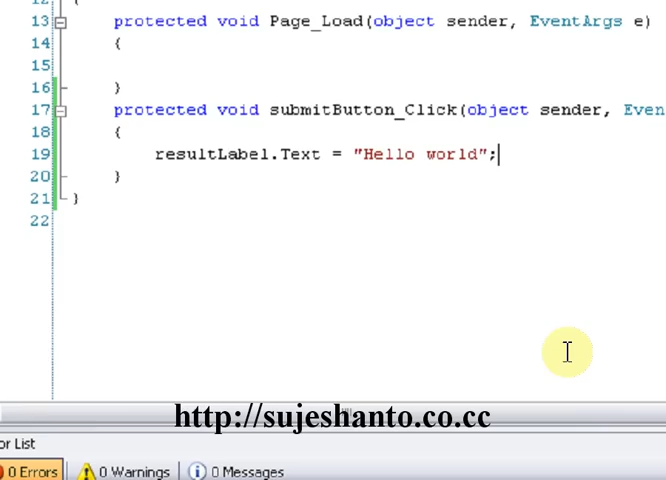 12 {
13 protected void Page_Load(object sender, EventArgs e)
14 {
15
16 }
17 protected void submitButton_Click(object sender, Even
18 {
19 resultLabel.Text = "Hello world";
20 }
21 }
22
http://sujeshanto.co.cc
or List
0 Errors 0 Warnings 0 Messages